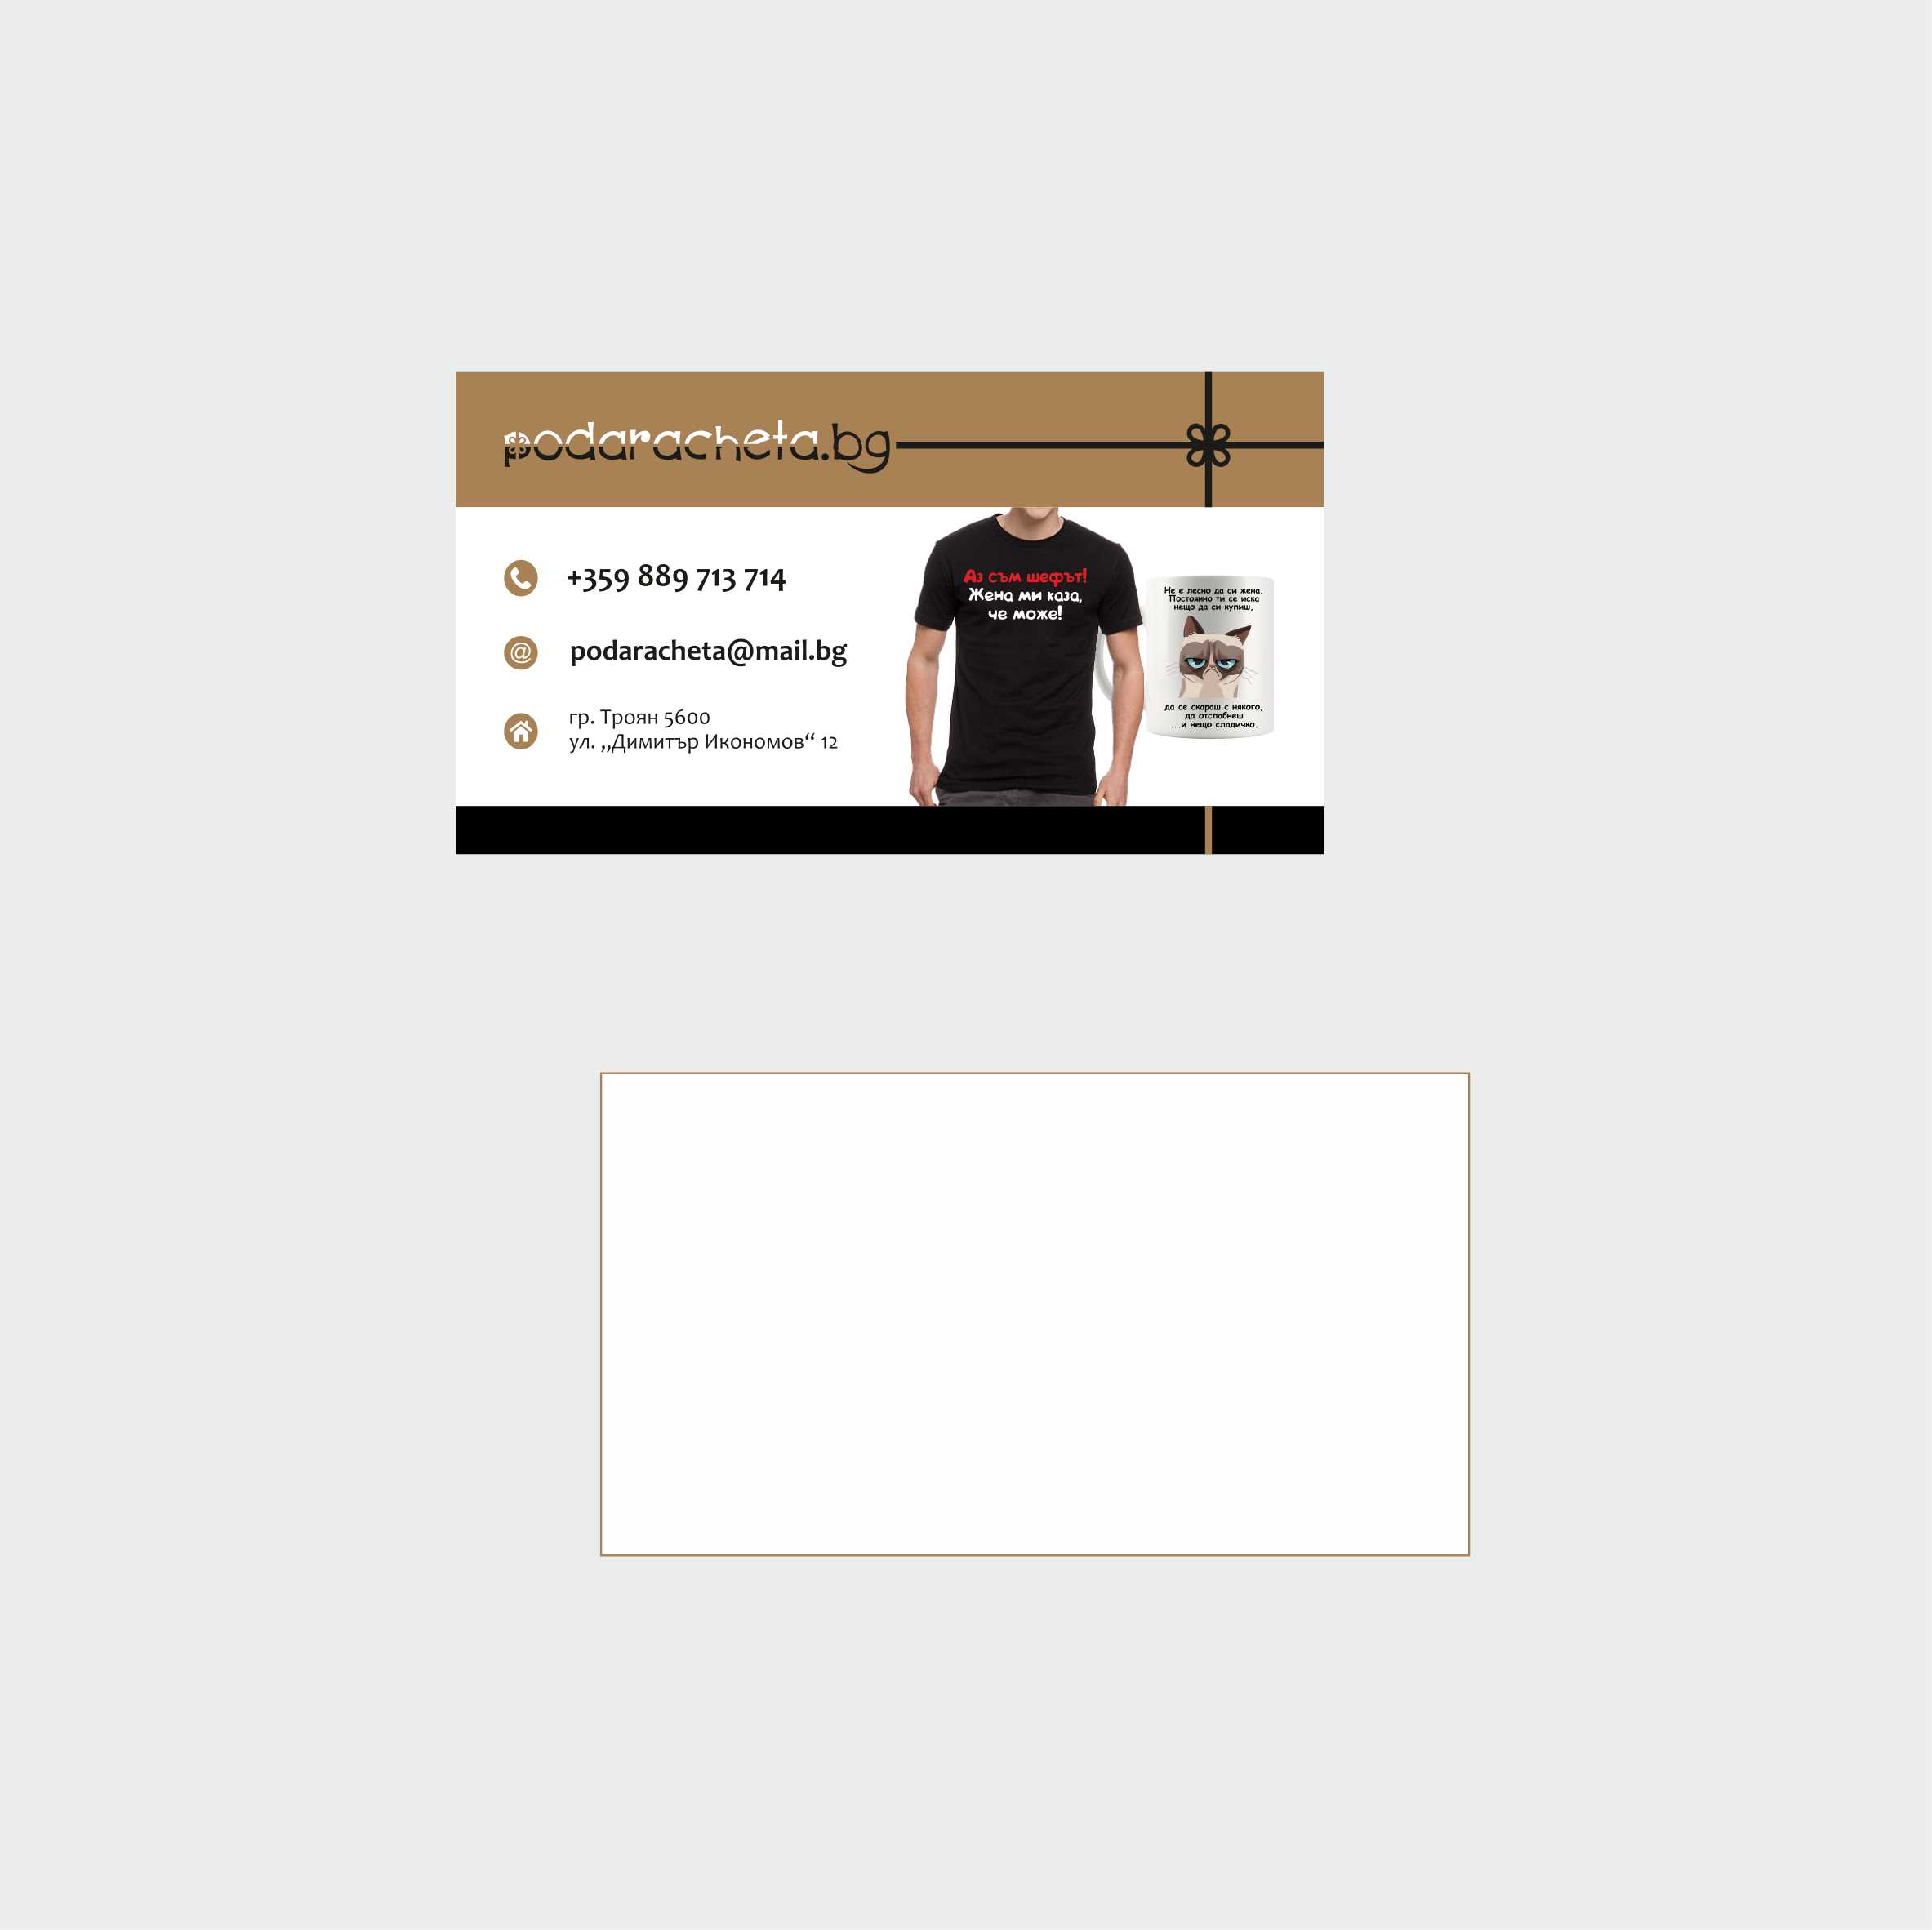 podaracheta.bg
+359 889 713 714
podaracheta@mail.bg
гр. Троян 5600
ул. „Димитър Икономов“ 12
Аз съм шефът!
Жена ми каза,
че може!
Не е лесно да си жена.
Постоянно ти се иска
нещо да си купиш,
да се скараш с някого,
да отслабнеш
...и нещо сладичко.